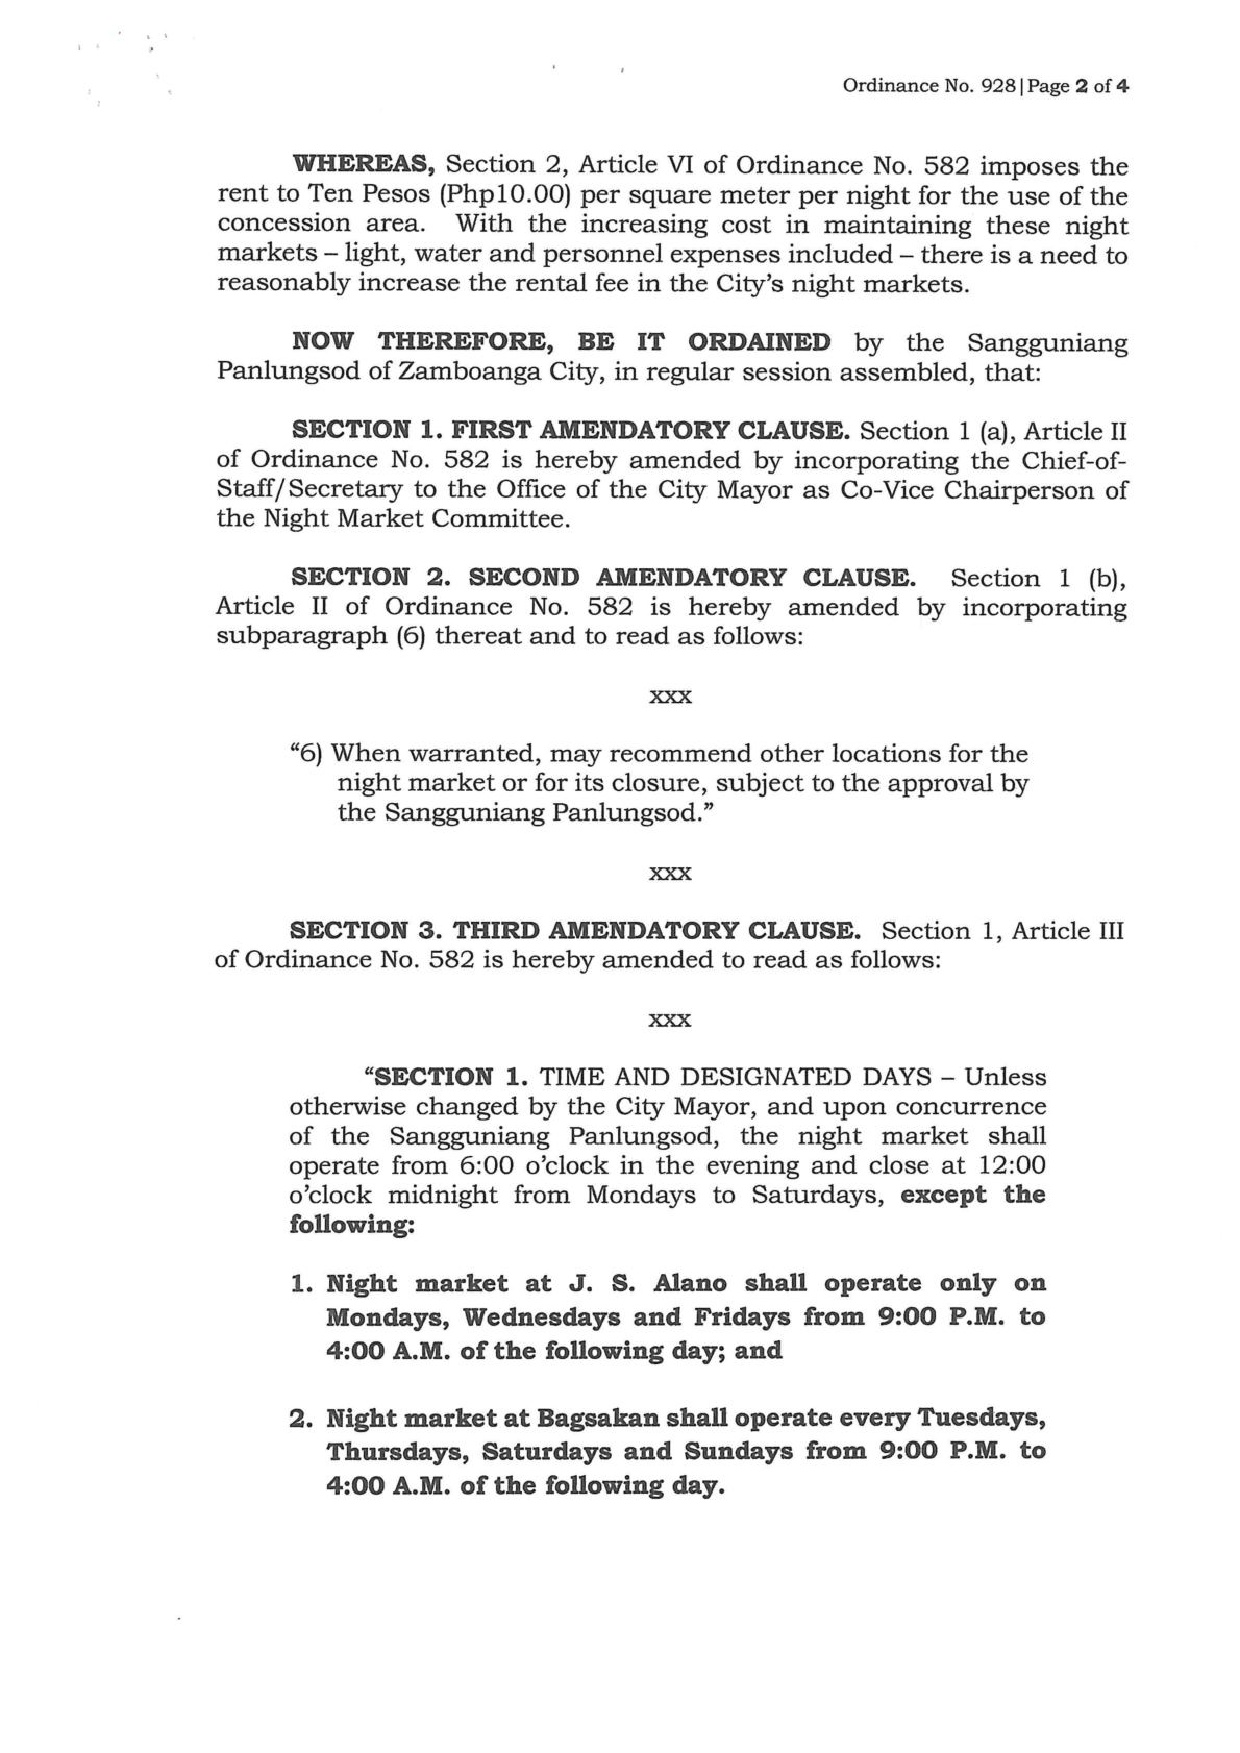 Ordinance No. 928|Page 2 of 4
WHEREAS, Section 2, Article VI of Ordinance No. 582 imposes the
rent to Ten Pesos (Php10.00) per square meter per night for the use of the
concession area. With the increasing cost in maintaining these night
markets – light, water and personnel expenses included – there is a need to
reasonably increase the rental fee in the City's night markets.
NOW THEREFORE, BE IT ORDAINED by the Sangguniang
Panlungsod of Zamboanga City, in regular session assembled, that:
SECTION 1. FIRST AMENDATORY CLAUSE. Section 1 (a), Article II
of Ordinance No. 582 is hereby amended by incorporating the Chief-of-
Staff/Secretary to the Office of the City Mayor as Co-Vice Chairperson of
the Night Market Committee.
SECTION 2. SECOND AMENDATORY CLAUSE. Section 1 (b),
Article II of Ordinance No. 582 is hereby amended by incorporating
subparagraph (6) thereat and to read as follows:
xxx
“6) When warranted, may recommend other locations for the
night market or for its closure, subject to the approval by
the Sangguniang Panlungsod.”
xxx
SECTION 3. THIRD AMENDATORY CLAUSE. Section 1, Article III
of Ordinance No. 582 is hereby amended to read as follows:
xxx
“SECTION 1. TIME AND DESIGNATED DAYS – Unless
otherwise changed by the City Mayor, and upon concurrence
of the Sangguniang Panlungsod, the night market shall
operate from 6:00 o'clock in the evening and close at 12:00
o'clock midnight from Mondays to Saturdays, except the
following:
1. Night market at J. S. Alano shall operate only on
Mondays, Wednesdays and Fridays from 9:00 P.M. to
4:00 A.M. of the following day; and
2. Night market at Bagsakan shall operate every Tuesdays,
Thursdays, Saturdays and Sundays from 9:00 P.M. to
4:00 A.M. of the following day.